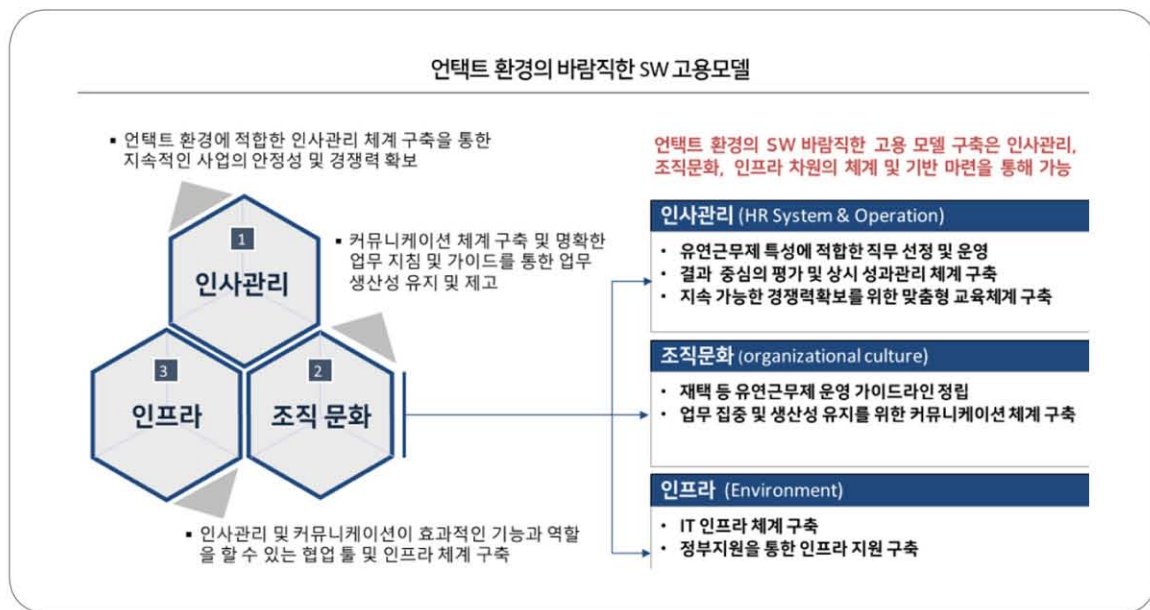 언택트 환경의 바람직한 SW 고용모델
▪ 언택트 환경에 적합한 인사관리 체계 구축을 통한
지속적인 사업의 안정성 및 경쟁력 확보
1
인사관리
▪ 커뮤니케이션 체계 구축 및 명확한
업무 지침 및 가이드를 통한 업무
생산성 유지 및 제고
3
인프라
2
조직 문화
▪ 인사관리 및 커뮤니케이션이 효과적인 기능과 역할
을 할 수 있는 협업 툴 및 인프라 체계 구축
언택트 환경의 SW 바람직한 고용 모델 구축은 인사관리,
조직문화, 인프라 차원의 체계 및 기반 마련을 통해 가능
인사관리 (HR System & Operation)
• 유연근무제 특성에 적합한 직무 선정 및 운영
• 결과 중심의 평가 및 상시 성과관리 체계 구축
• 지속 가능한 경쟁력확보를 위한 맞춤형 교육체계 구축
조직문화 (organizational culture)
• 재택 등 유연근무제 운영 가이드라인 정립
• 업무 집중 및 생산성 유지를 위한 커뮤니케이션 체계 구축
인프라 (Environment)
• IT 인프라 체계 구축
• 정부지원을 통한 인프라 지원 구축